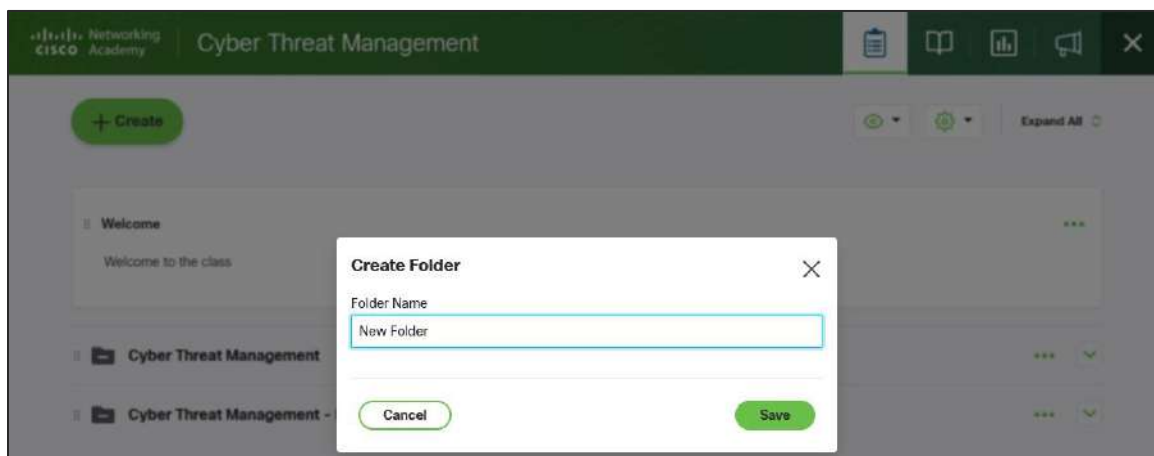 Networking
CISCO Academy
Cyber Threat Management
+ Create
Expand All
Welcome
Welcome to the class
Create Folder
Folder Name
New Folder
Cyber Threat Management
Cyber Threat Management -
Cancel
Save